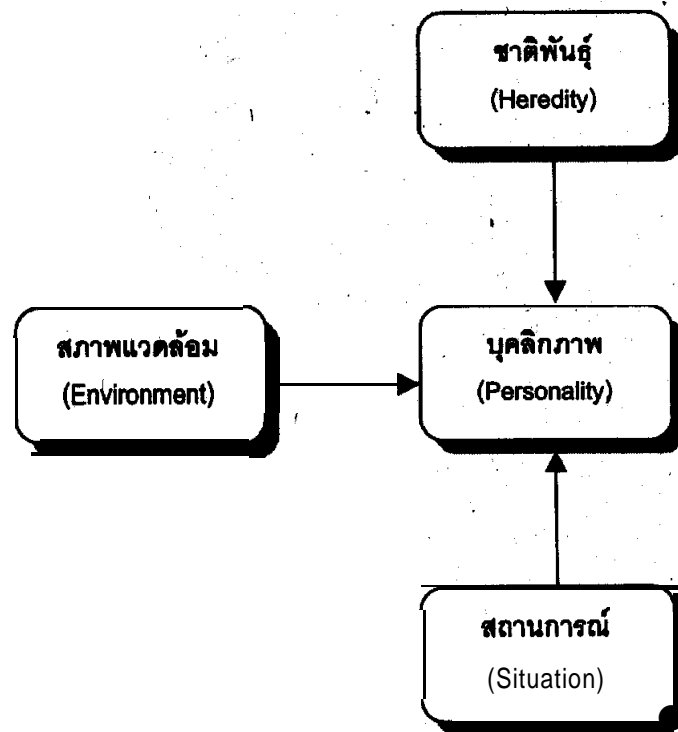 ชาติพันธุ์
(Heredity)
สภาพแวดล้อม
(Environment)
บุคลิกภาพ
(Personality)
สถานการณ์
(Situation)